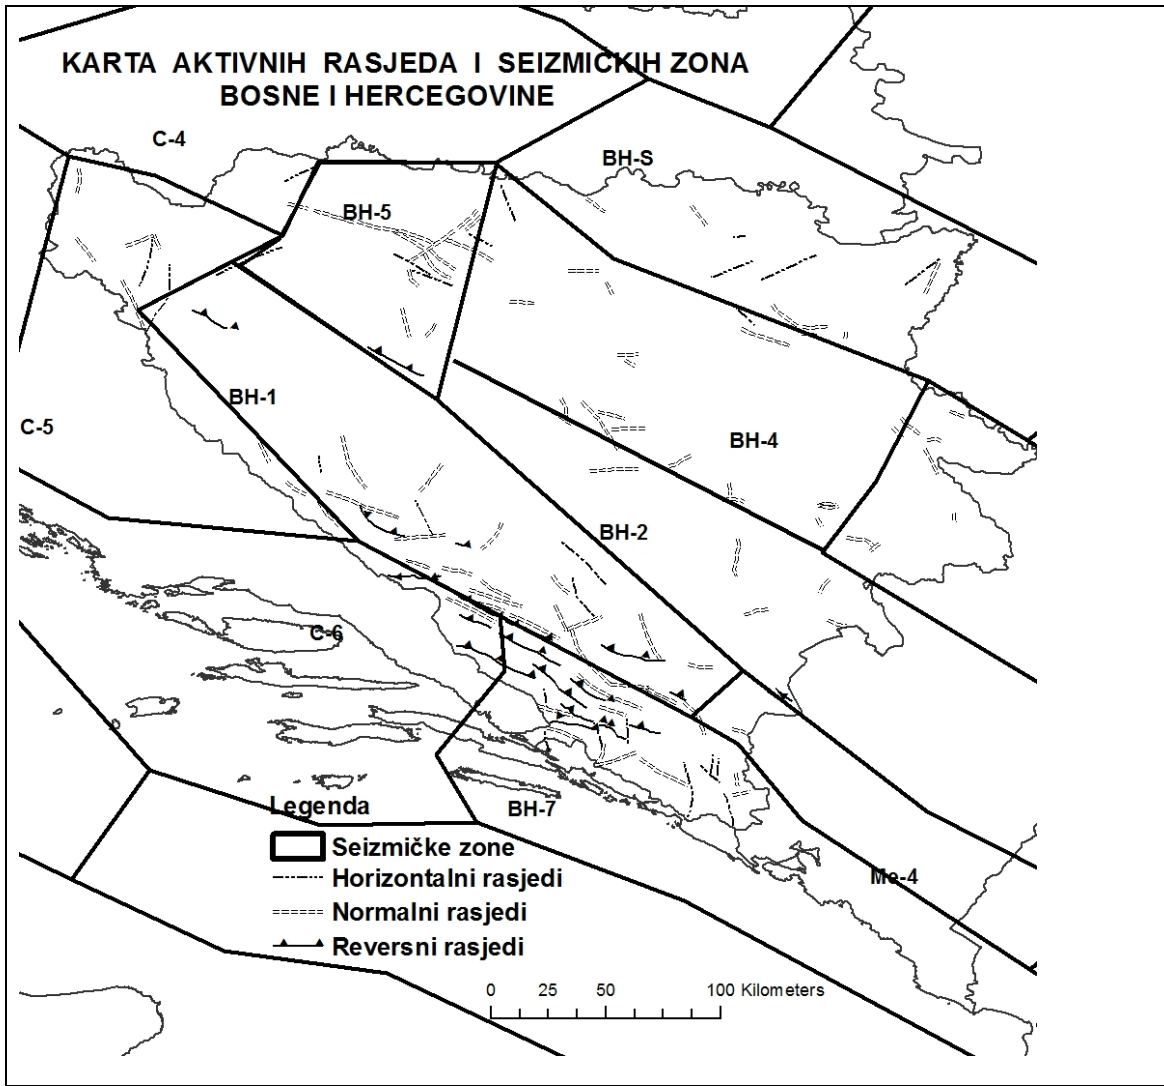 KARTA AKTIVNIH RASJEDA I SEIZMIČKIH ZONA
BOSNE I HERCEGOVINE
C-4
BH-S
BH-5
BH-1
C-5
BH-4
BH-2
C-6
BH-7
Me-4
Legenda
Seizmičke zone
Horizontalni rasjedi
Normalni rasjedi
Reversni rasjedi
0 25 50 100 Kilometers